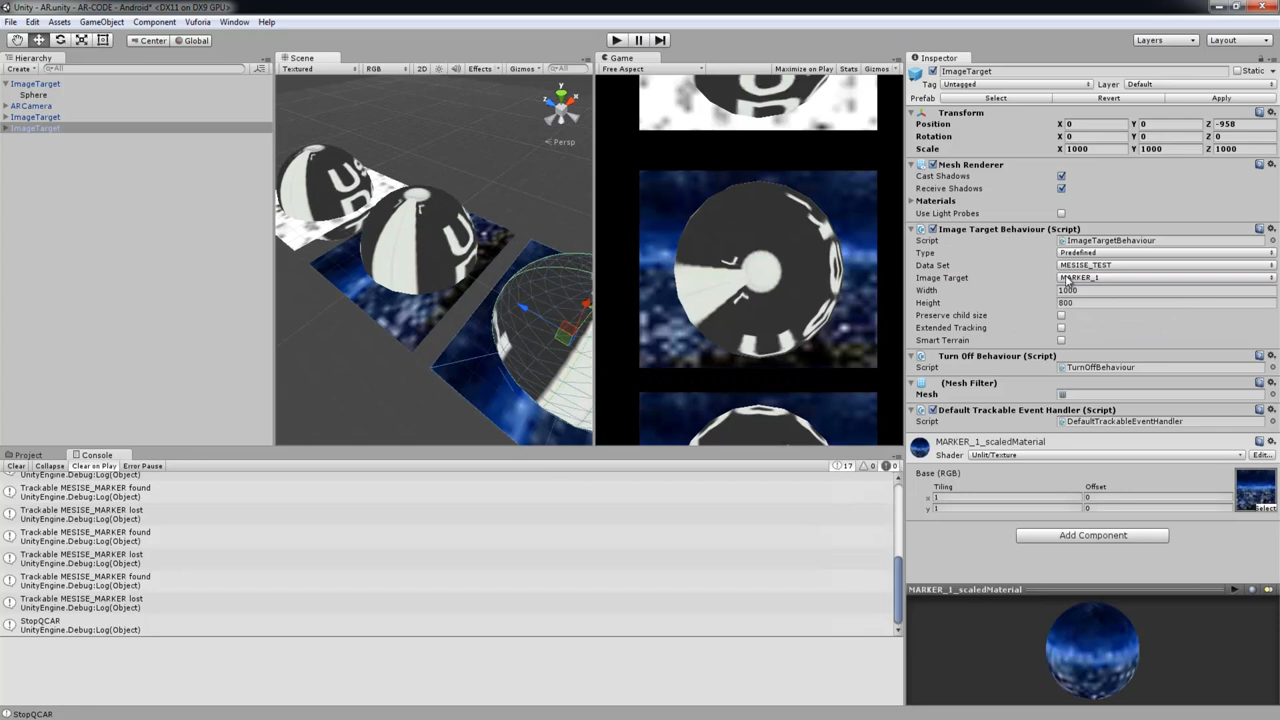 Unity - AR.unity - AR-CODE - Android* <DX11 on DX9 GPU>
File Edit Assets GameObject Component Vuforia Window Help
Center Global Layers Layout
Hierarchy
Create All
ImageTarget
Sphere
ARCamera
ImageTarget
ImageTarget
Scene
Textured RGB 2D Effects Gizmos All
Persp
Game
Free Aspect Maximize on Play Stats Gizmos
Inspector
ImageTarget Static
Tag Untagged Layer Default
Prefab Select Revert Apply
Transform
Position X 0 Y 0 Z -958
Rotation X 0 Y 0 Z 0
Scale X 1000 Y 1000 Z 1000
Mesh Renderer
Cast Shadows
Receive Shadows
Materials
Use Light Probes
Image Target Behaviour (Script)
Script ImageTargetBehaviour
Type Predefined
Data Set MESISE_TEST
Image Target MARKER_1
Width 1000
Height 800
Preserve child size
Extended Tracking
Smart Terrain
Turn Off Behaviour (Script)
Script TurnOffBehaviour
(Mesh Filter)
Mesh
Default Trackable Event Handler (Script)
Script DefaultTrackableEventHandler
MARKER_1_scaledMaterial
Shader Unlit/Texture Edit...
Base (RGB)
Tiling Offset
x 1 0
y 1 0
Select
Add Component
MARKER_1_scaledMaterial
Project Console
Clear Collapse Clear on Play Error Pause 17 0 0
UnityEngine.Debug:Log(Object)
Trackable MESISE_MARKER found
UnityEngine.Debug:Log(Object)
Trackable MESISE_MARKER lost
UnityEngine.Debug:Log(Object)
Trackable MESISE_MARKER found
UnityEngine.Debug:Log(Object)
Trackable MESISE_MARKER lost
UnityEngine.Debug:Log(Object)
Trackable MESISE_MARKER found
UnityEngine.Debug:Log(Object)
Trackable MESISE_MARKER lost
UnityEngine.Debug:Log(Object)
StopQCAR
UnityEngine.Debug:Log(Object)
StopQCAR